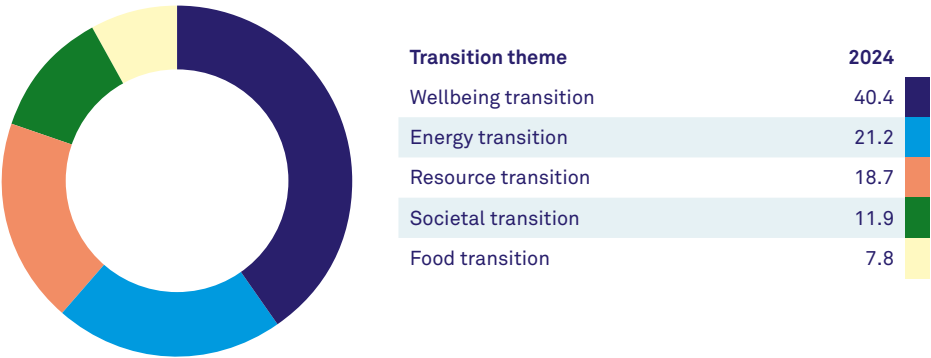 Transition theme 2024
Wellbeing transition 40.4
Energy transition 21.2
Resource transition 18.7
Societal transition 11.9
Food transition 7.8